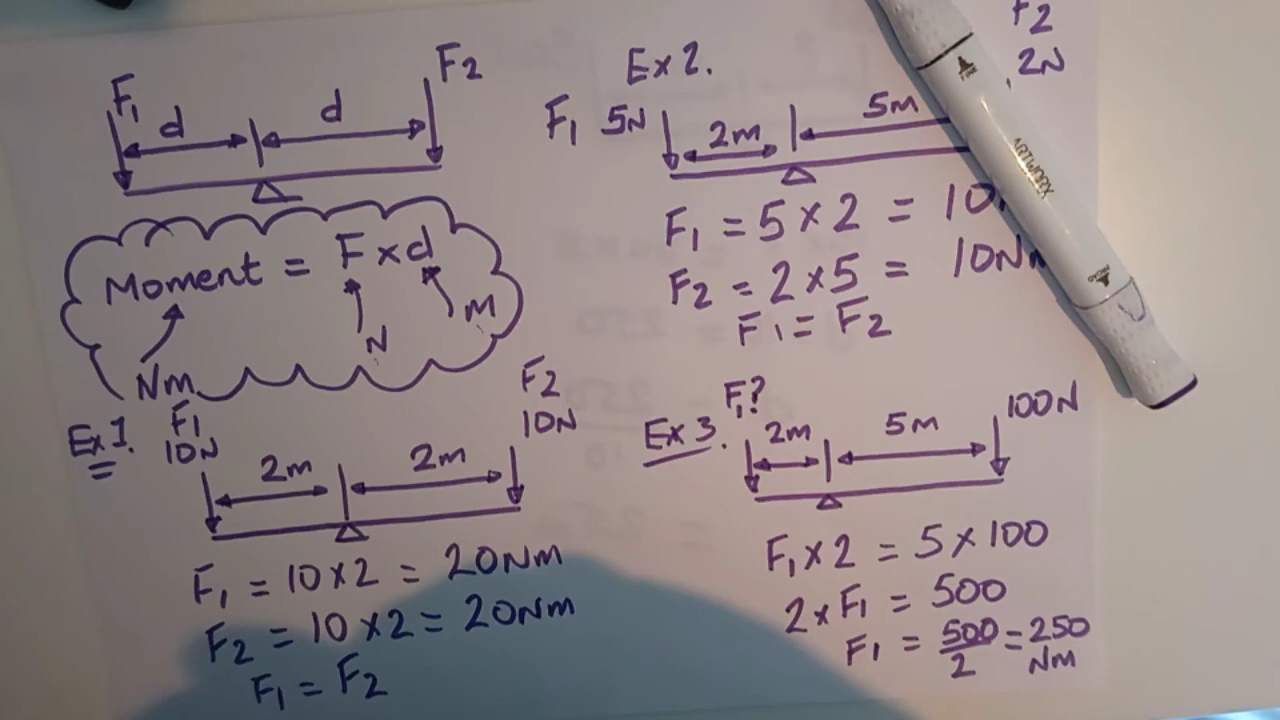 F1
d
d
F2
Moment = F x d
Nm
N
M
Ex 1.
F1
10N
2m
2m
F2
10N
F1 = 10 x 2 = 20Nm
F2 = 10 x 2 = 20Nm
F1 = F2
Ex 2.
F1 5N
2m
5m
F2
2N
F1 = 5 x 2 = 10
F2 = 2 x 5 = 10Nm
F1 = F2
Ex 3.
F1?
2m
5m
100N
F1 x 2 = 5 x 100
2 x F1 = 500
F1 = 500/2 = 250
Nm
ARTWORX